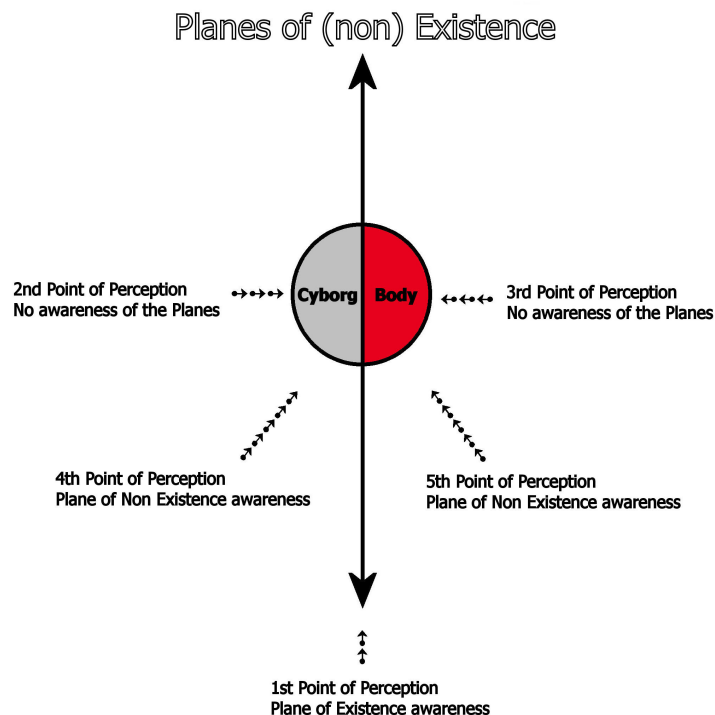 Planes of (non) Existence
Cyborg Body
2nd Point of Perception
No awareness of the Planes
3rd Point of Perception
No awareness of the Planes
4th Point of Perception
Plane of Non Existence awareness
5th Point of Perception
Plane of Non Existence awareness
1st Point of Perception
Plane of Existence awareness